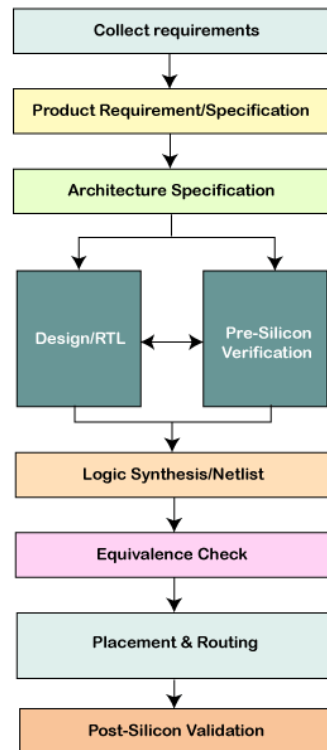 Collect requirements
Product Requirement/Specification
Architecture Specification
Design/RTL
Pre-Silicon
Verification
Logic Synthesis/Netlist
Equivalence Check
Placement & Routing
Post-Silicon Validation